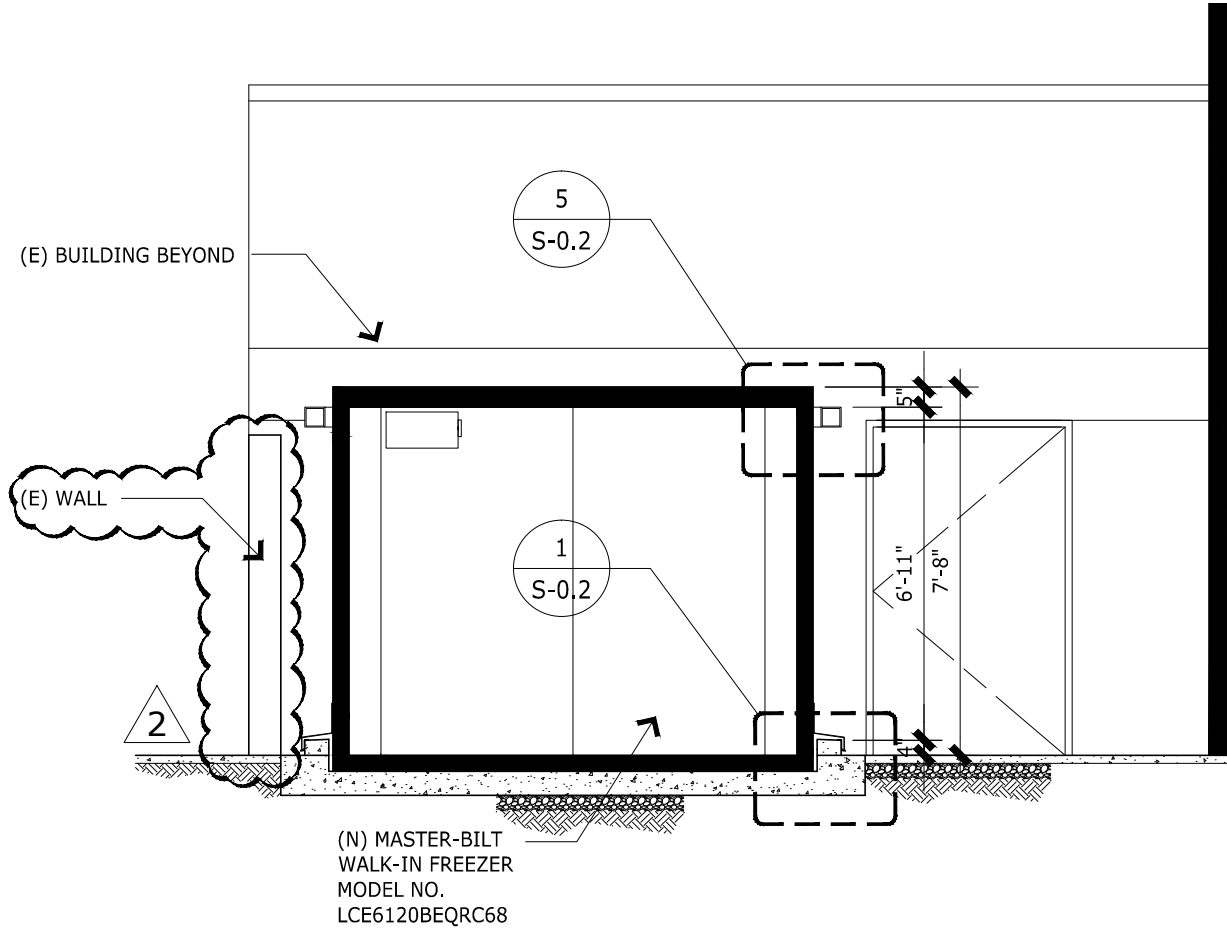 5
S-0.2
(E) BUILDING BEYOND
5"
(E) WALL
1
S-0.2
6'-11"
7'-8"
2
4"
(N) MASTER-BILT
WALK-IN FREEZER
MODEL NO.
LCE6120BEQRC68